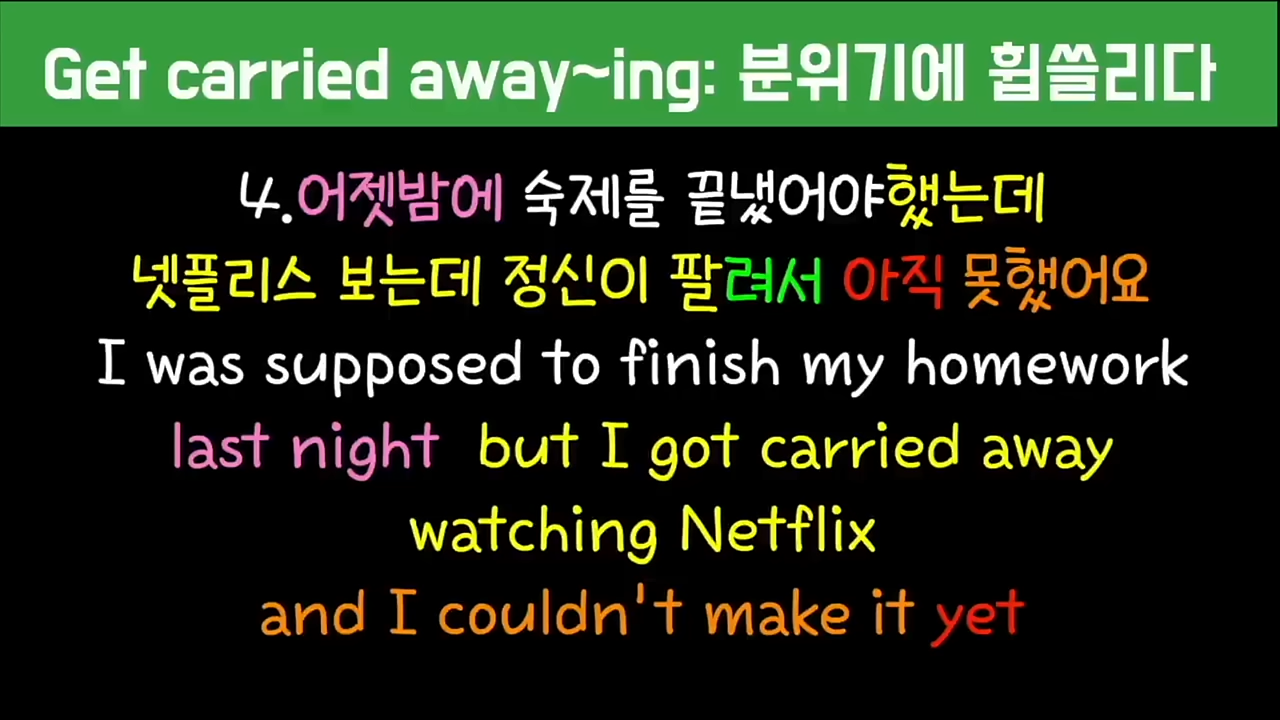 Get carried away~ing: 분위기에 휩쓸리다
4.어젯밤에 숙제를 끝냈어야했는데
넷플리스 보는데 정신이 팔려서 아직 못했어요
I was supposed to finish my homework
last night but I got carried away
watching Netflix
and I couldn't make it yet